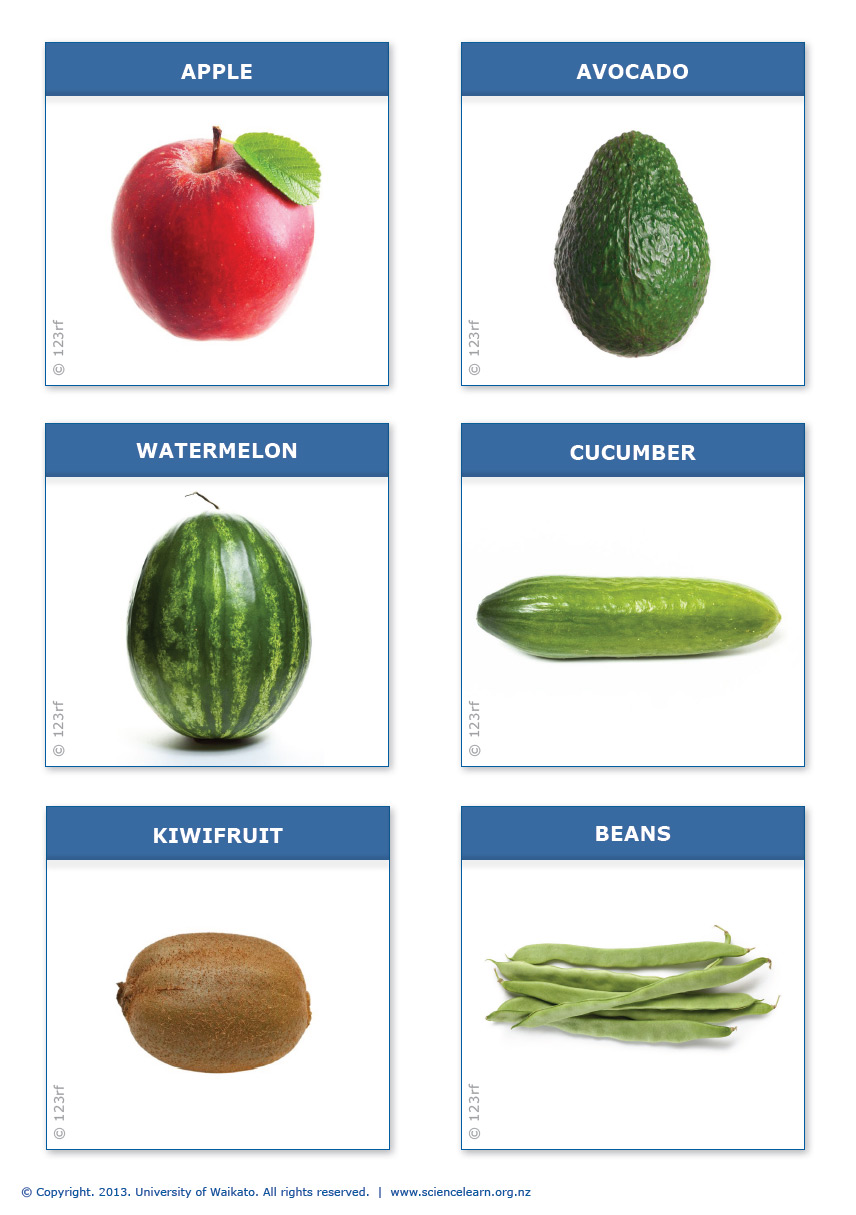 APPLE
© 123rf
AVOCADO
© 123rf
WATERMELON
© 123rf
CUCUMBER
© 123rf
KIWIFRUIT
© 123rf
BEANS
© 123rf
© Copyright. 2013. University of Waikato. All rights reserved. | www.sciencelearn.org.nz